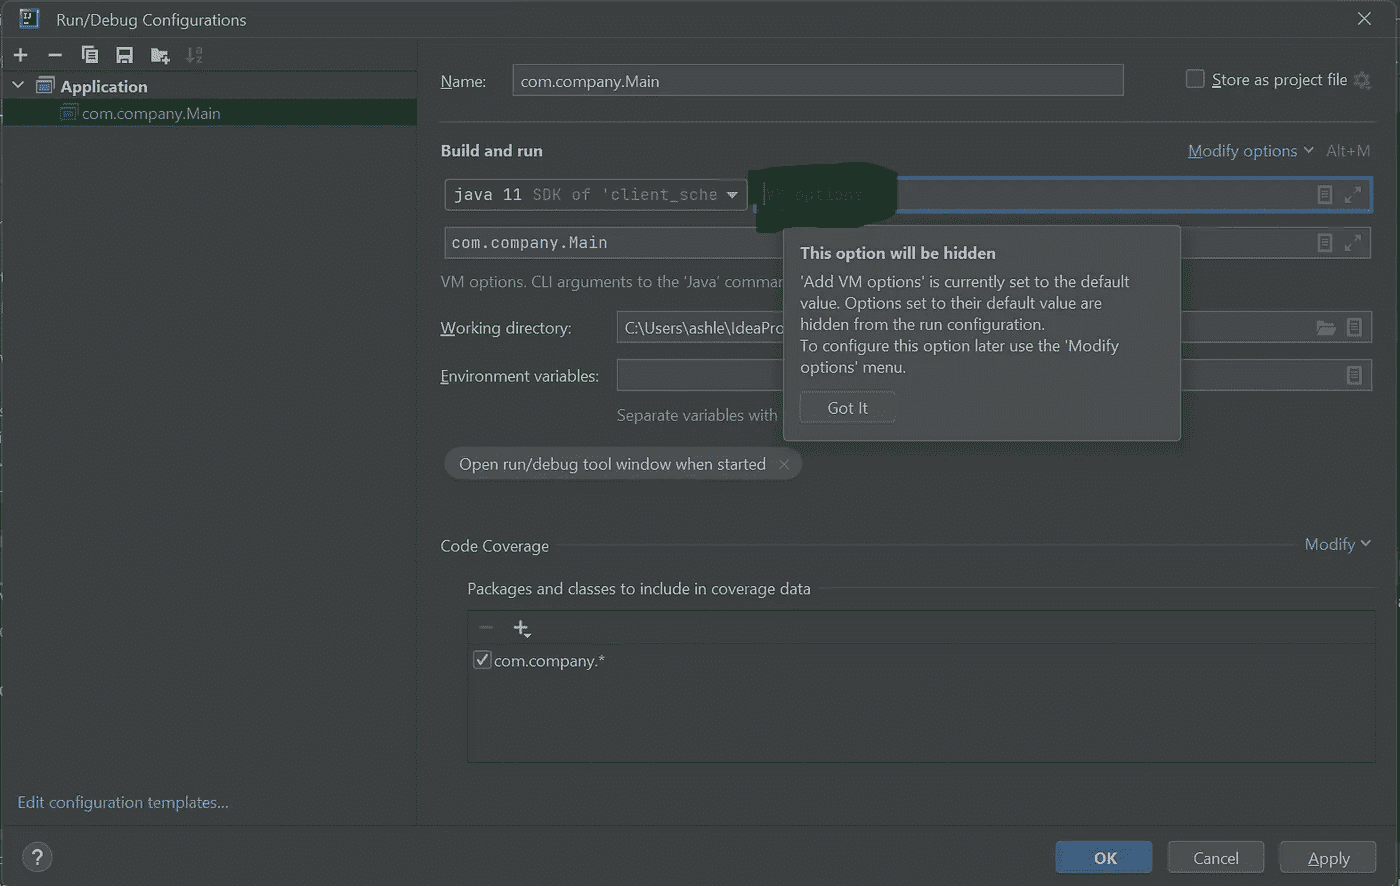 Run/Debug Configurations
Application
com.company.Main
Name:
com.company.Main
Store as project file
Build and run
Modify options
Alt+M
java 11 SDK of 'client_sche
options
com.company.Main
VM options. CLI arguments to the 'Java' comman
This option will be hidden
'Add VM options' is currently set to the default
value. Options set to their default value are
hidden from the run configuration.
To configure this option later use the 'Modify
options' menu.
Got It
Working directory:
C:\Users\ashle\IdeaPro
Environment variables:
Separate variables with
Open run/debug tool window when started
Code Coverage
Modify
Packages and classes to include in coverage data
com.company.*
Edit configuration templates...
?
OK
Cancel
Apply